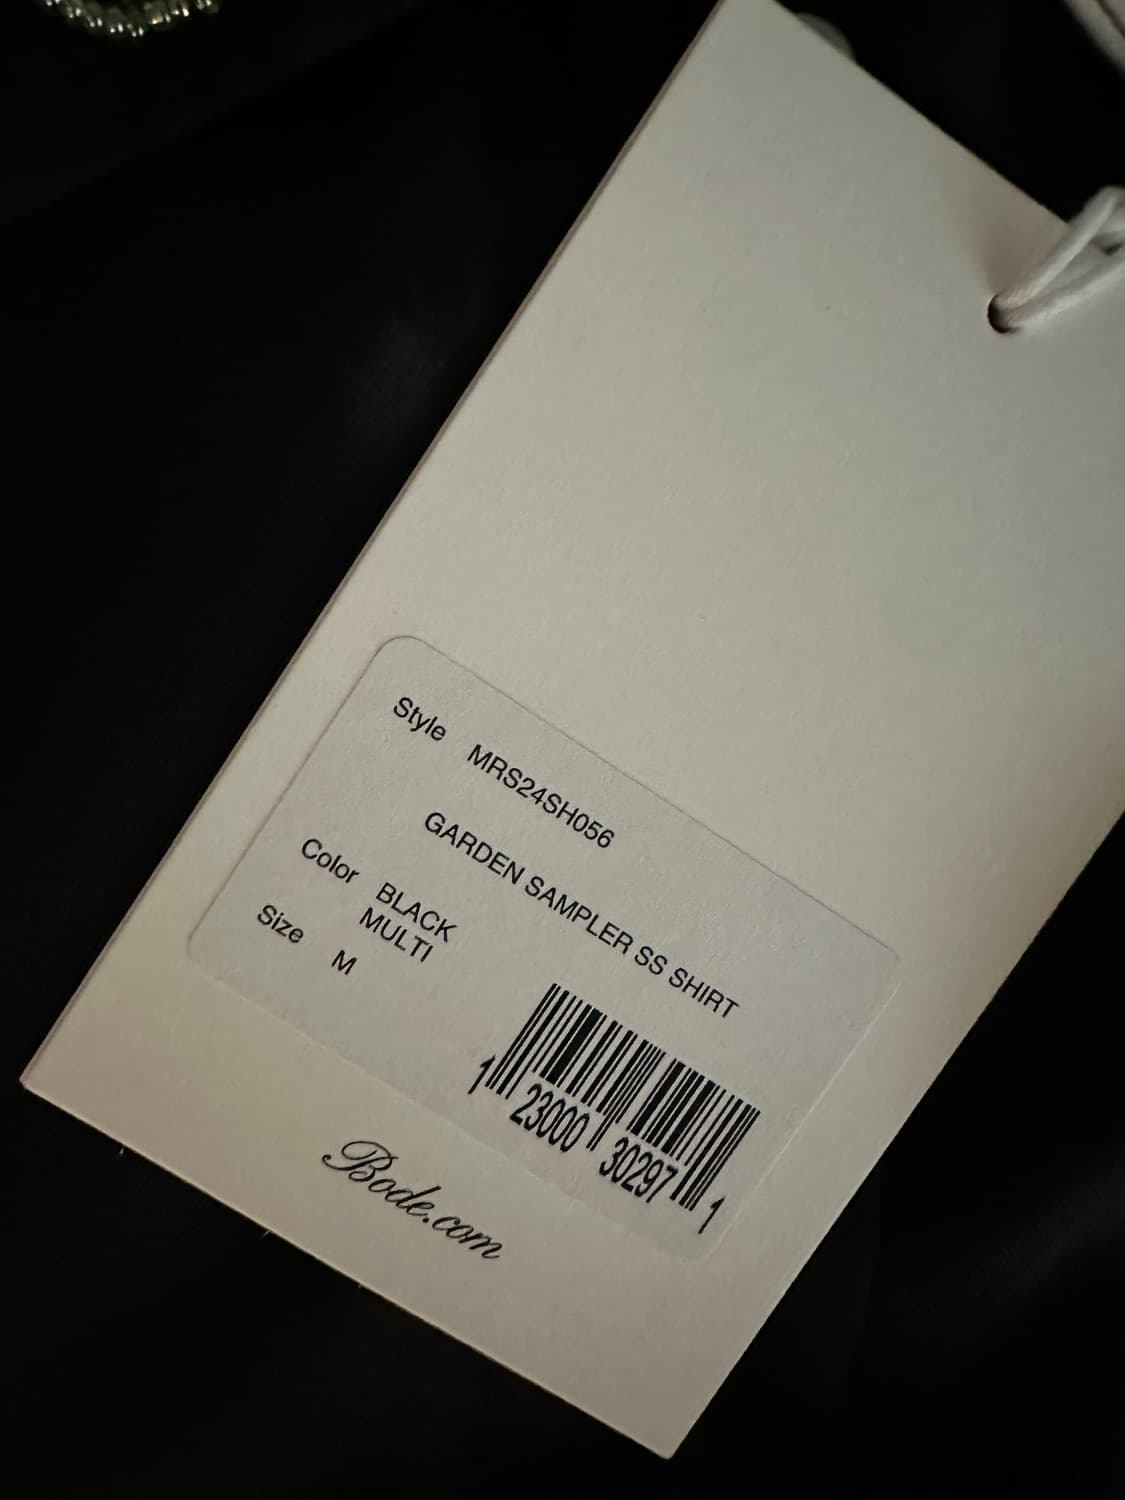 Style MRS24SH056
GARDEN SAMPLER SS SHIRT
Color BLACK
MULTI
Size M
1 23000 30297 1
Bode.com